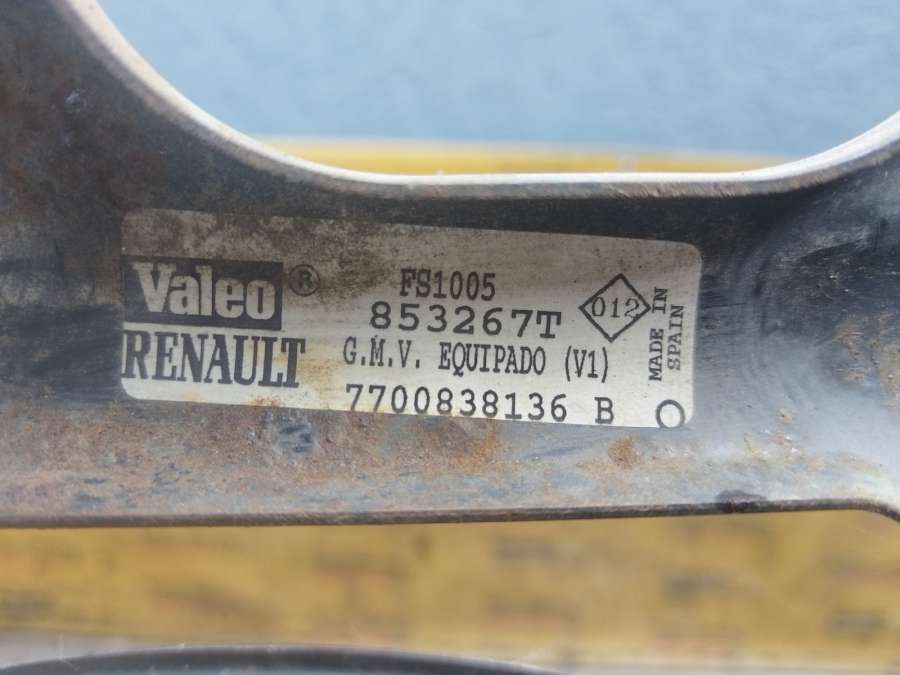 Valeo®
RENAULT
FS1005
853267T
G.M.V. EQUIPADO (V1)
7700838136 B
012
MADE IN
SPAIN